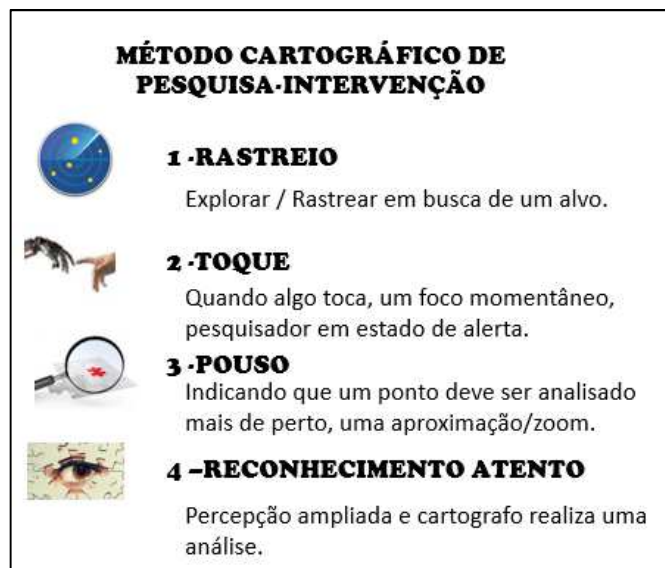 MÉTODO CARTOGRÁFICO DE
PESQUISA-INTERVENÇÃO
1 -RASTREIO
Explorar / Rastrear em busca de um alvo.
2 -TOQUE
Quando algo toca, um foco momentâneo,
pesquisador em estado de alerta.
3 -POUSO
Indicando que um ponto deve ser analisado
mais de perto, uma aproximação/zoom.
4 –RECONHECIMENTO ATENTO
Percepção ampliada e cartografo realiza uma
análise.